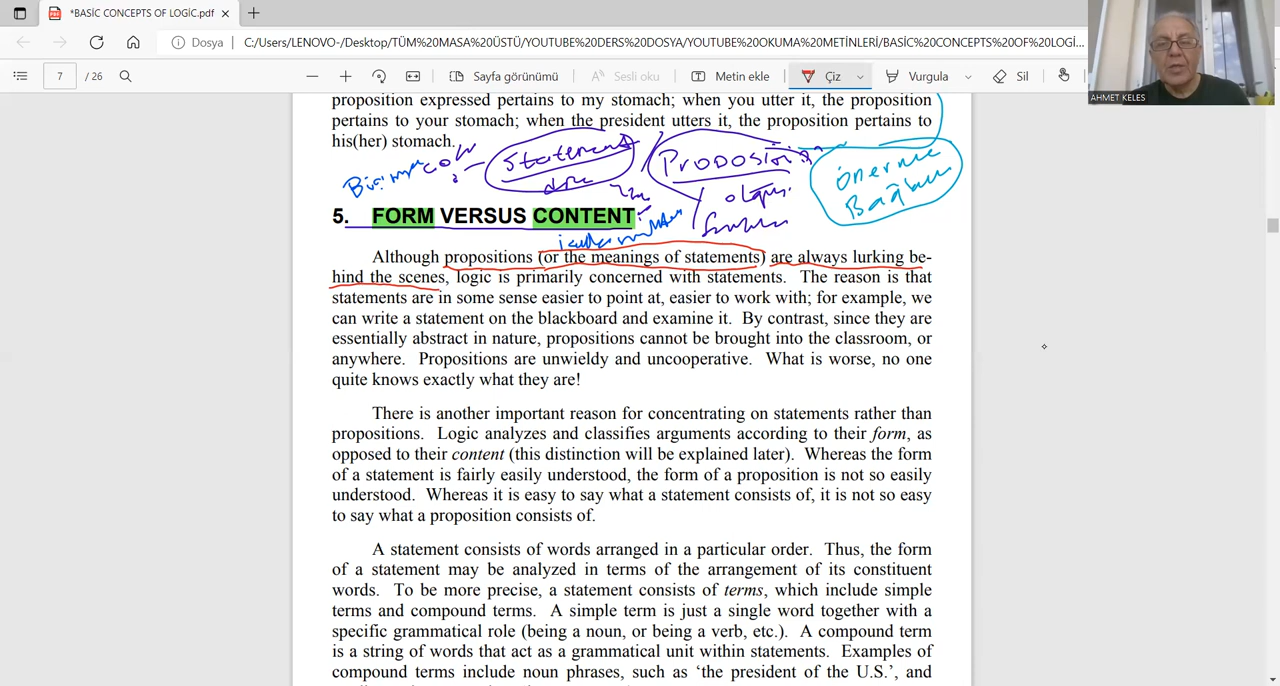 *BASİC CONCEPTS OF LOGİC.pdf
Dosya
C:/Users/LENOVO-/Desktop/TÜM%20MASA%20ÜSTÜ/YOUTUBE%20DERS%20DOSYA/YOUTUBE%20OKUMA%20METİNLERİ/BASİC%20CONCEPTS%20OF%20LOGİ...
7 / 26
Sayfa görünümü
Sesli oku
Metin ekle
Çiz
Vurgula
Sil
AHMET KELES
proposition expressed pertains to my stomach; when you utter it, the proposition
pertains to your stomach; when the president utters it, the proposition pertains to
his(her) stomach.
Statement
önerme
5. FORM VERSUS CONTENT
Although propositions (or the meanings of statements) are always lurking be-
hind the scenes, logic is primarily concerned with statements. The reason is that
statements are in some sense easier to point at, easier to work with; for example, we
can write a statement on the blackboard and examine it. By contrast, since they are
essentially abstract in nature, propositions cannot be brought into the classroom, or
anywhere. Propositions are unwieldy and uncooperative. What is worse, no one
quite knows exactly what they are!
There is another important reason for concentrating on statements rather than
propositions. Logic analyzes and classifies arguments according to their form, as
opposed to their content (this distinction will be explained later). Whereas the form
of a statement is fairly easily understood, the form of a proposition is not so easily
understood. Whereas it is easy to say what a statement consists of, it is not so easy
to say what a proposition consists of.
A statement consists of words arranged in a particular order. Thus, the form
of a statement may be analyzed in terms of the arrangement of its constituent
words. To be more precise, a statement consists of terms, which include simple
terms and compound terms. A simple term is just a single word together with a
specific grammatical role (being a noun, or being a verb, etc.). A compound term
is a string of words that act as a grammatical unit within statements. Examples of
compound terms include noun phrases, such as ‘the president of the U.S.’, and